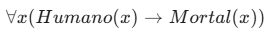 ∀x(Humano(x) → Mortal(x))